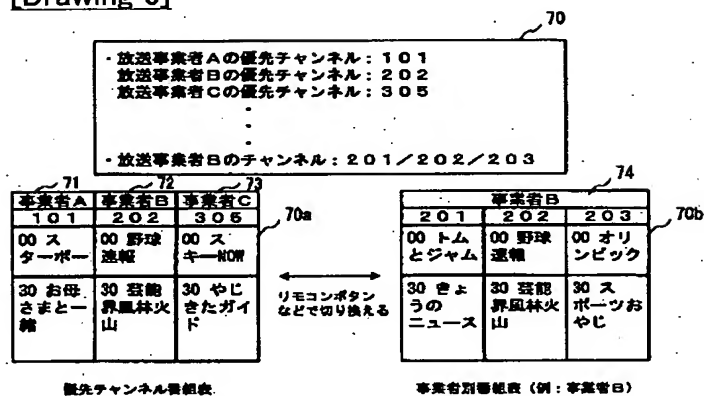 [Drawing 6]
70
・放送事業者Aの優先チャンネル：１０１
放送事業者Bの優先チャンネル：２０２
放送事業者Cの優先チャンネル：３０５
・放送事業者Bのチャンネル：２０１／２０２／２０３
71
72
73
事業者A 事業者B 事業者C
101 202 305
70a
00 ス
ターボー
00 野球
速報
00 ス
キーNOW
30 お母
さまと一
緒
30 芸能
界風林火
山
30 やじ
きたガイ
ド
優先チャンネル番組表
リモコンボタン
などで切り換える
74
事業者B
201 202 203
70b
00 トム
とジャム
00 野球
速報
00 オリ
ンピック
30 きょ
うの
ニュース
30 芸能
界風林火
山
30 ス
ポーツお
やじ
事業者別番組表（例：事業者B）